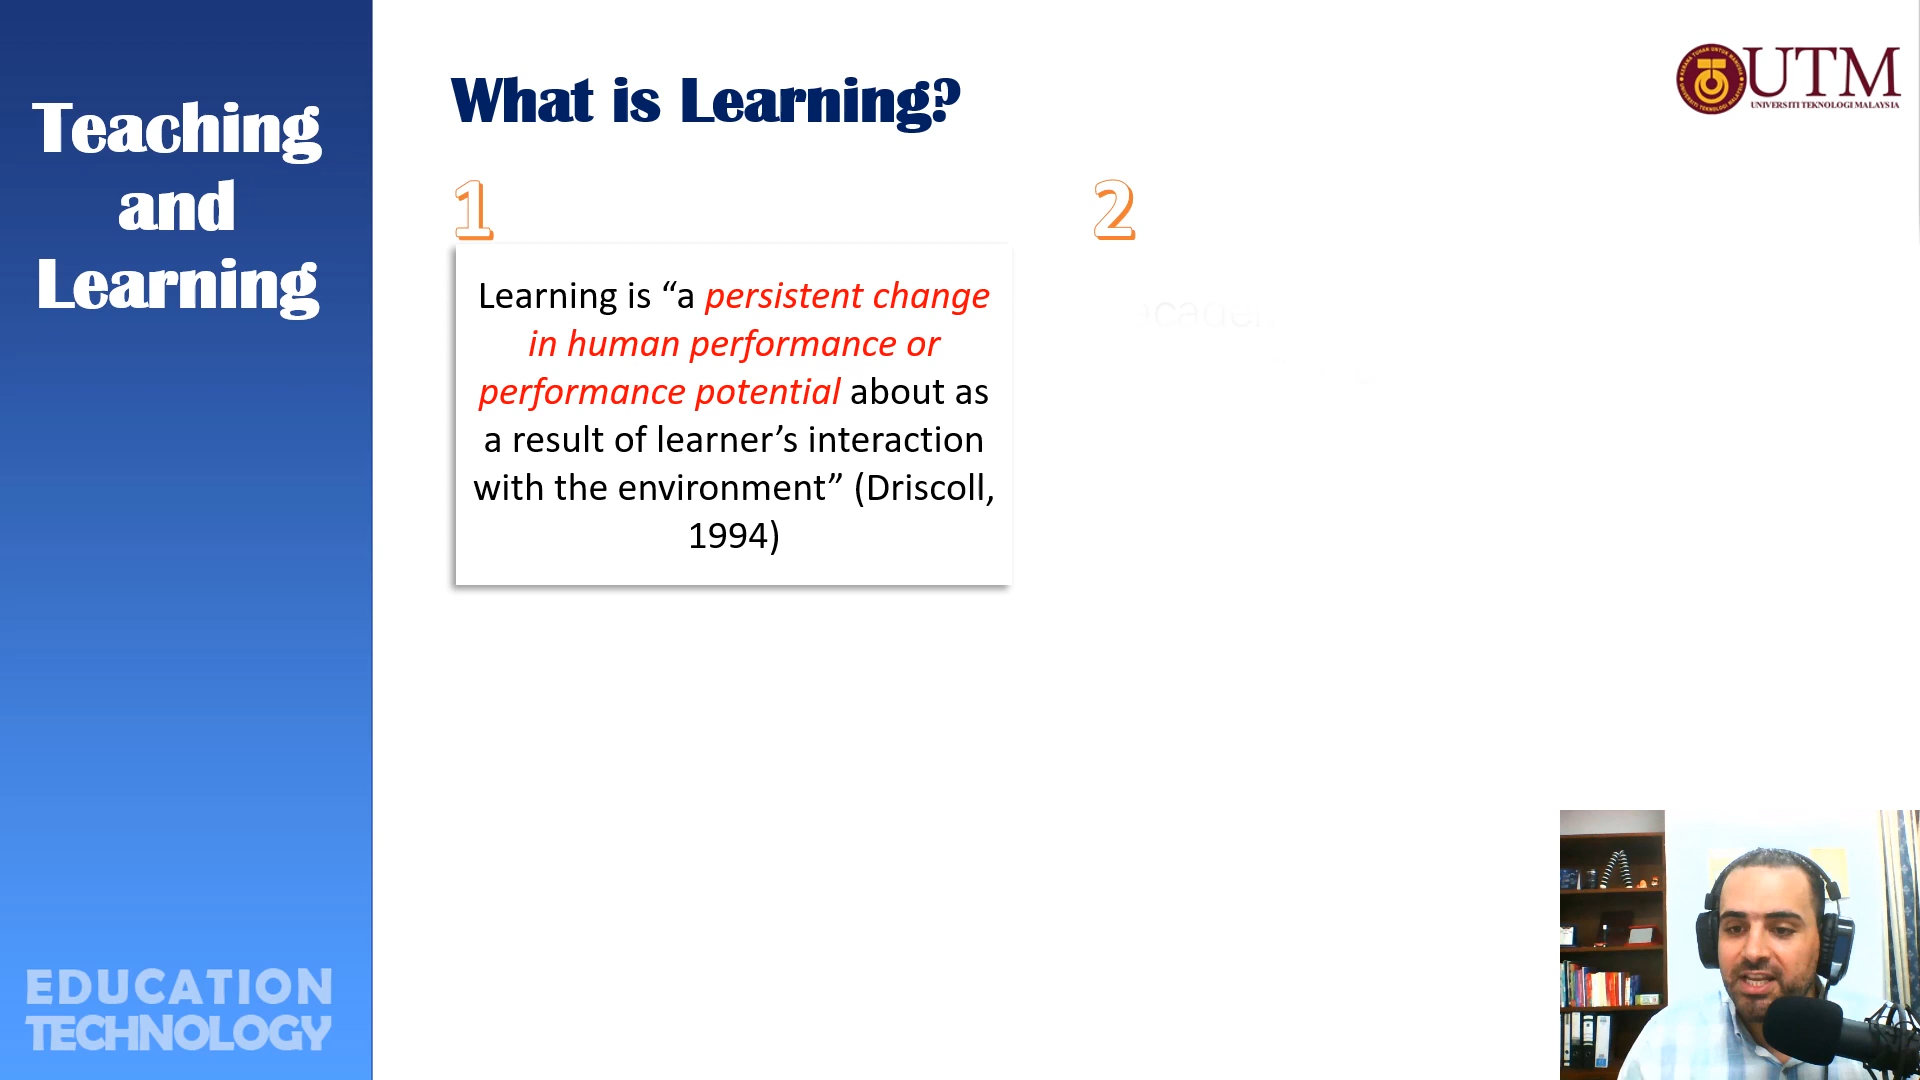 Teaching
and
Learning
What is Learning?
UTM
UNIVERSITI TEKNOLOGI MALAYSIA
1
2
Learning is “a persistent change
in human performance or
performance potential about as
a result of learner’s interaction
with the environment” (Driscoll,
1994)
EDUCATION
TECHNOLOGY